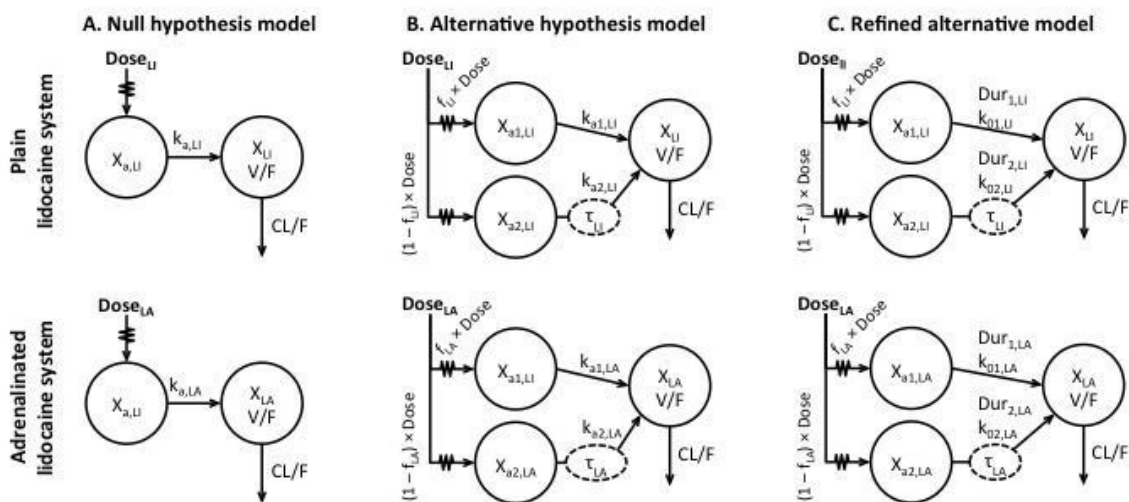 A. Null hypothesis model
B. Alternative hypothesis model
C. Refined alternative model
Plain
lidocaine system
Dose_LI
X_a,LI
k_a,LI
X_LI
V/F
CL/F
Dose_LI
f_LI × Dose
(1 − f_LI) × Dose
X_a1,LI
k_a1,LI
X_a2,LI
τ_LI
k_a2,LI
X_LI
V/F
CL/F
Dose_II
f_LI × Dose
(1 − f_LI) × Dose
X_a1,LI
Dur_1,LI
k_01,LI
X_a2,LI
τ_LI
Dur_2,LI
k_02,LI
X_LI
V/F
CL/F
Adrenalinated
lidocaine system
Dose_LA
X_a,LI
k_a,LA
X_LA
V/F
CL/F
Dose_LA
f_LA × Dose
(1 − f_LA) × Dose
X_a1,LI
k_a1,LA
X_a2,LA
τ_LA
k_a2,LA
X_LA
V/F
CL/F
Dose_LA
f_LA × Dose
(1 − f_LA) × Dose
X_a1,LA
Dur_1,LA
k_01,LA
X_a2,LA
τ_LA
Dur_2,LA
k_02,LA
X_LA
V/F
CL/F